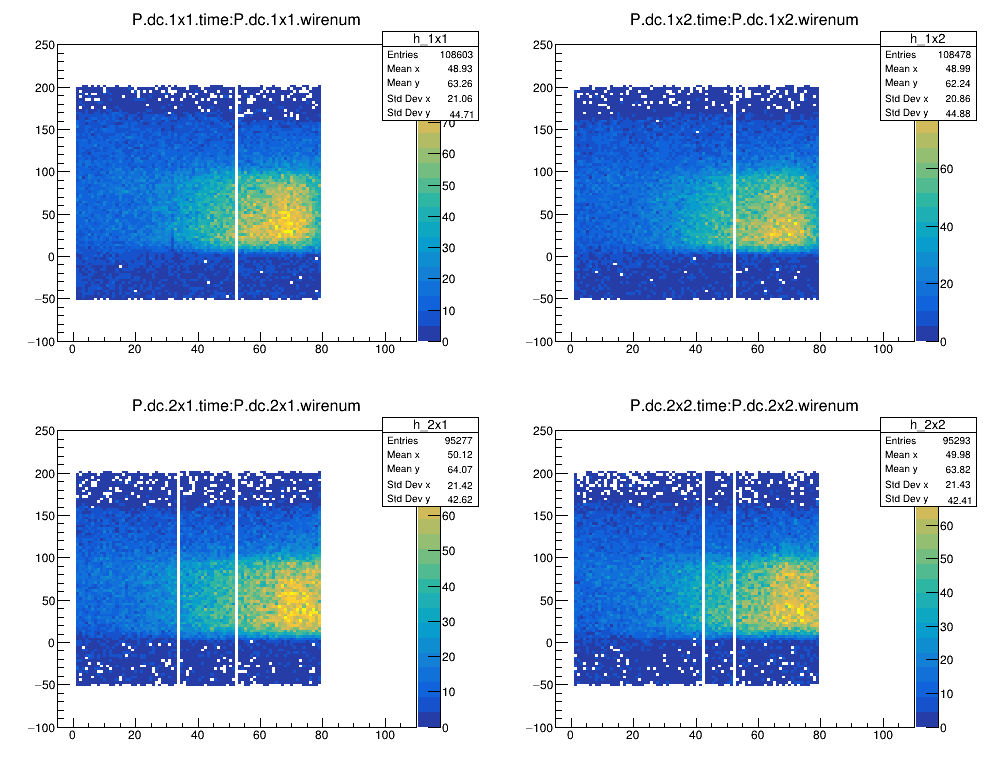 P.dc.1x1.time:P.dc.1x1.wirenum
h_1x1
Entries 108603
Mean x 48.93
Mean y 63.26
Std Dev x 21.06
Std Dev y 44.71
250
200
150
100
50
0
−50
−100
0 20 40 60 80 100
70
60
50
40
30
20
10
0
P.dc.1x2.time:P.dc.1x2.wirenum
h_1x2
Entries 108478
Mean x 48.99
Mean y 62.24
Std Dev x 20.86
Std Dev y 44.88
250
200
150
100
50
0
−50
−100
0 20 40 60 80 100
60
40
20
0
P.dc.2x1.time:P.dc.2x1.wirenum
h_2x1
Entries 95277
Mean x 50.12
Mean y 64.07
Std Dev x 21.42
Std Dev y 42.62
250
200
150
100
50
0
−50
−100
0 20 40 60 80 100
60
50
40
30
20
10
0
P.dc.2x2.time:P.dc.2x2.wirenum
h_2x2
Entries 95293
Mean x 49.98
Mean y 63.82
Std Dev x 21.43
Std Dev y 42.41
250
200
150
100
50
0
−50
−100
0 20 40 60 80 100
60
50
40
30
20
10
0